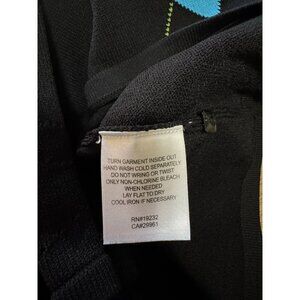 TURN GARMENT INSIDE OUT
HAND WASH COLD SEPARATELY
DO NOT WRING OR TWIST
ONLY NON-CHLORINE BLEACH
WHEN NEEDED
LAY FLAT TO DRY
COOL IRON IF NECESSARY
RN#19232
CA#29961